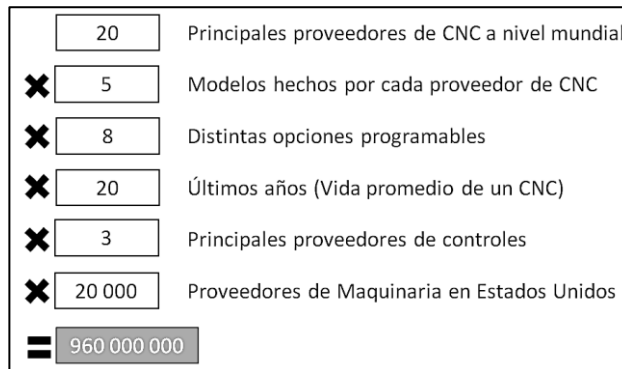 20 Principales proveedores de CNC a nivel mundial
✖ 5 Modelos hechos por cada proveedor de CNC
✖ 8 Distintas opciones programables
✖ 20 Últimos años (Vida promedio de un CNC)
✖ 3 Principales proveedores de controles
✖ 20 000 Proveedores de Maquinaria en Estados Unidos
= 960 000 000